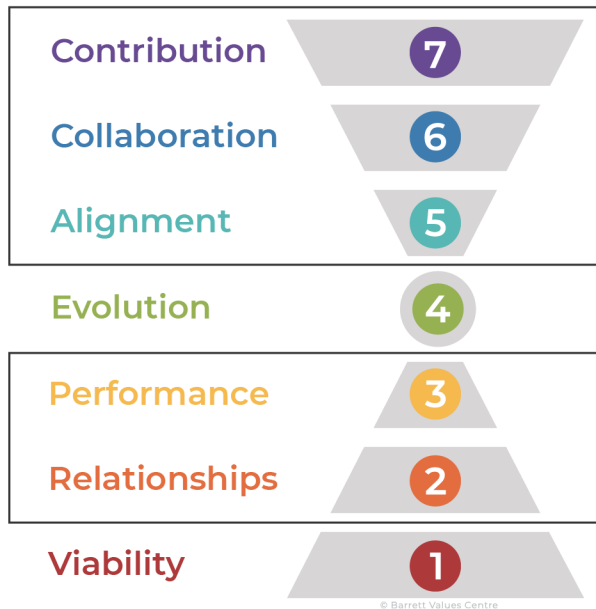 Contribution 7
Collaboration 6
Alignment 5
Evolution 4
Performance 3
Relationships 2
Viability 1
© Barrett Values Centre